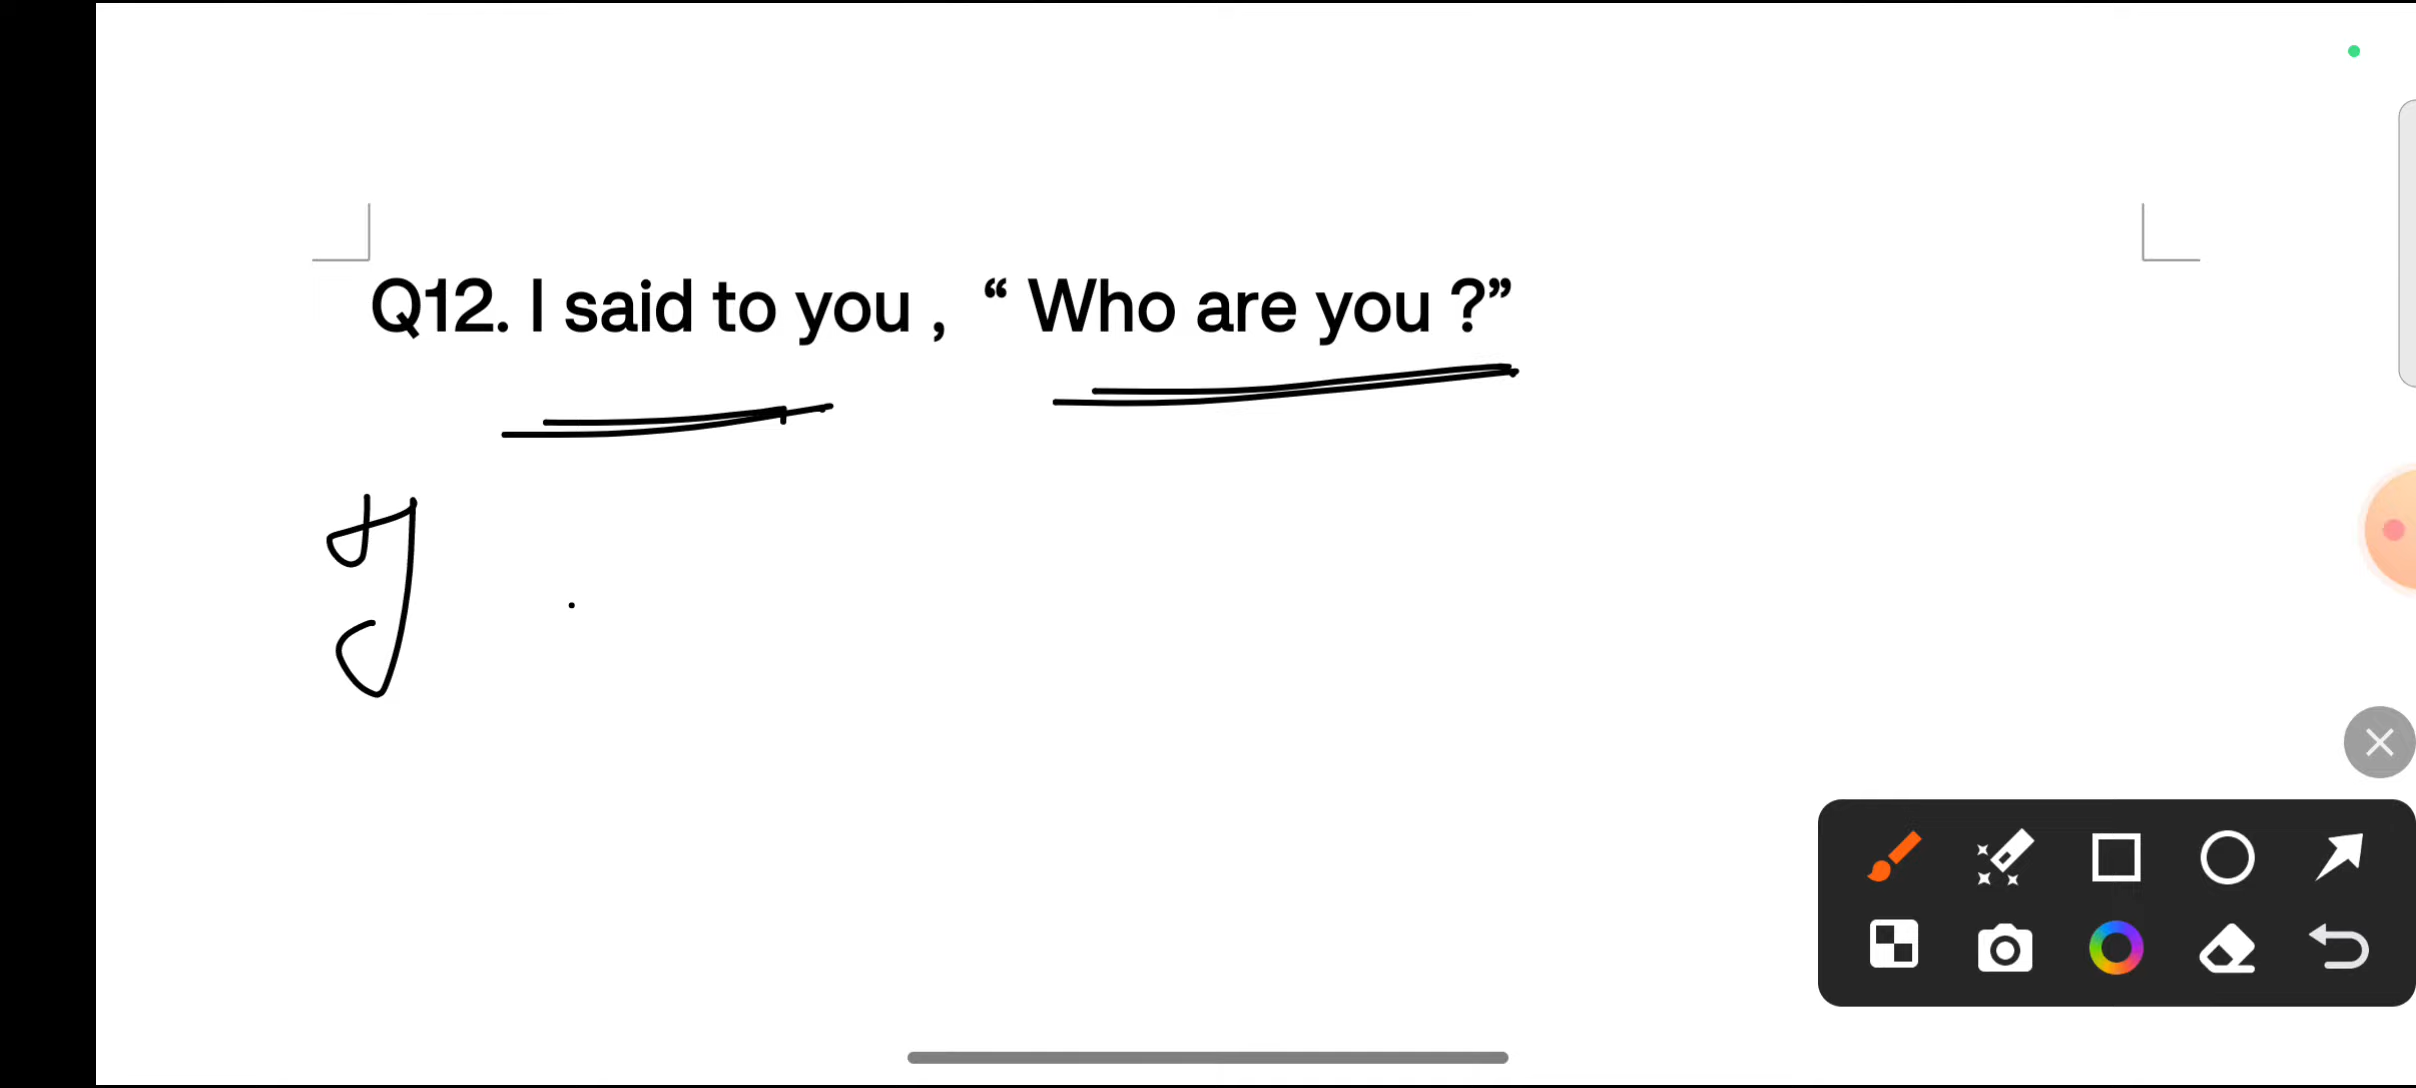 Q12. I said to you , “ Who are you ?”
I